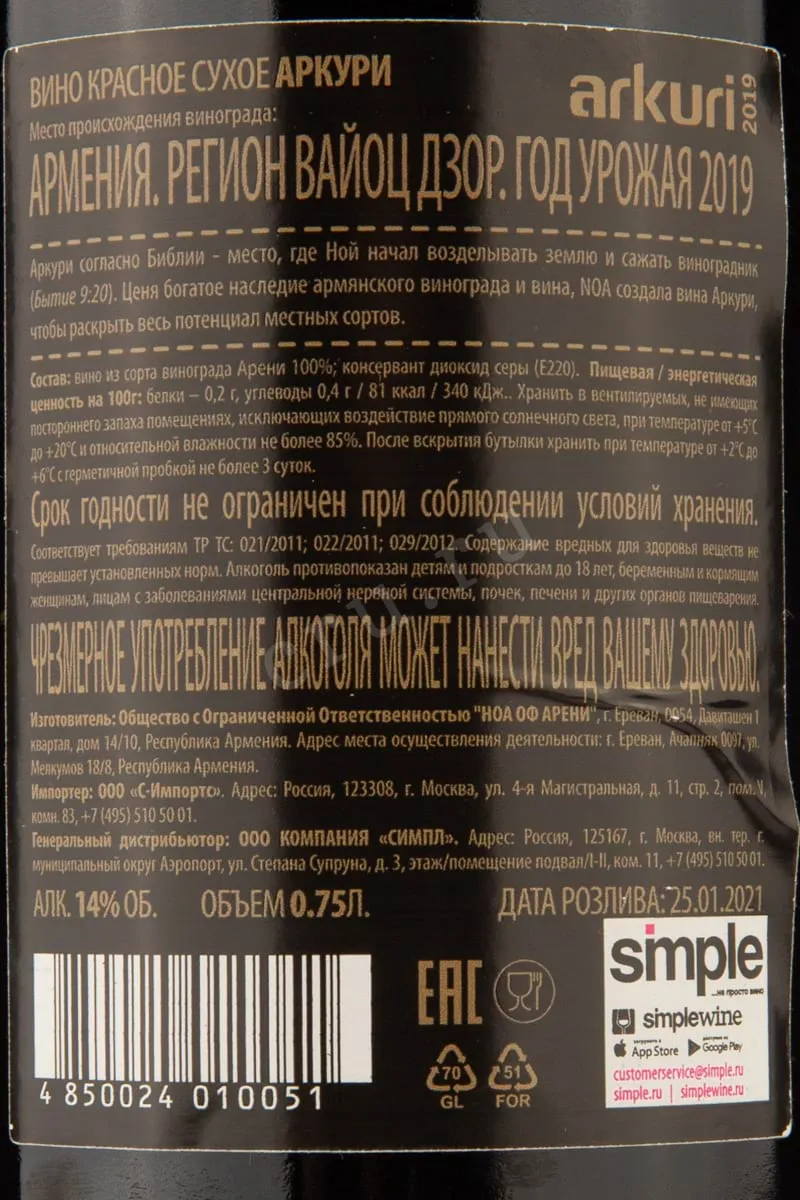 ВИНО КРАСНОЕ СУХОЕ АРКУРИ
arkuri 2019
Место происхождения винограда:
АРМЕНИЯ. РЕГИОН ВАЙОЦ ДЗОР. ГОД УРОЖАЯ 2019
Аркури согласно Библии - место, где Ной начал возделывать землю и сажать виноградник
(Бытие 9:20). Ценя богатое наследие армянского винограда и вина, NOA создала вина Аркури,
чтобы раскрыть весь потенциал местных сортов.
Состав: вино из сорта винограда Арени 100%; консервант диоксид серы (Е220). Пищевая / энергетическая
ценность на 100г: белки – 0,2 г, углеводы 0,4 г / 81 ккал / 340 кДж.. Хранить в вентилируемых, не имеющих
постороннего запаха помещениях, исключающих воздействие прямого солнечного света, при температуре от +5°С
до +20°С и относительной влажности не более 85%. После вскрытия бутылки хранить при температуре от +2°С до
+6°С с герметичной пробкой не более 3 суток.
Срок годности не ограничен при соблюдении условий хранения.
Соответствует требованиям ТР ТС: 021/2011; 022/2011; 029/2012. Содержание вредных для здоровья веществ не
превышает установленных норм. Алкоголь противопоказан детям и подросткам до 18 лет, беременным и кормящим
женщинам, лицам с заболеваниями центральной нервной системы, почек, печени и других органов пищеварения.
ЧРЕЗМЕРНОЕ УПОТРЕБЛЕНИЕ АЛКОГОЛЯ МОЖЕТ НАНЕСТИ ВРЕД ВАШЕМУ ЗДОРОВЬЮ.
Изготовитель: Общество с Ограниченной Ответственностью "НОА ОФ АРЕНИ", г. Ереван, 0054, Давиташен 1
квартал, дом 14/10, Республика Армения. Адрес места осуществления деятельности: г. Ереван, Ачапняк 0097, ул.
Мелкумов 18/8, Республика Армения.
Импортер: ООО «С-Импортс». Адрес: Россия, 123308, г. Москва, ул. 4-я Магистральная, д. 11, стр. 2, пом. V,
комн. 83, +7 (495) 510 50 01.
Генеральный дистрибьютор: ООО КОМПАНИЯ «СИМПЛ». Адрес: Россия, 125167, г. Москва, вн. тер. г.
муниципальный округ Аэропорт, ул. Степана Супруна, д. 3, этаж/помещение подвал/I-II, ком. 11, +7 (495) 510 50 01.
АЛК. 14% ОБ. ОБЪЕМ 0.75Л. ДАТА РОЗЛИВА: 25.01.2021
simple
...не просто вино
simplewine
загрузите в App Store
доступно на Google Play
customerservice@simple.ru
simple.ru | simplewine.ru
ЕАС
70
GL
51
FOR
4 850024 010051
cru.ru